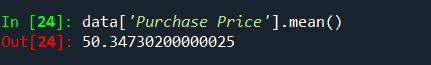 In [24]: data['Purchase Price'].mean()
Out[24]: 50.34730200000025